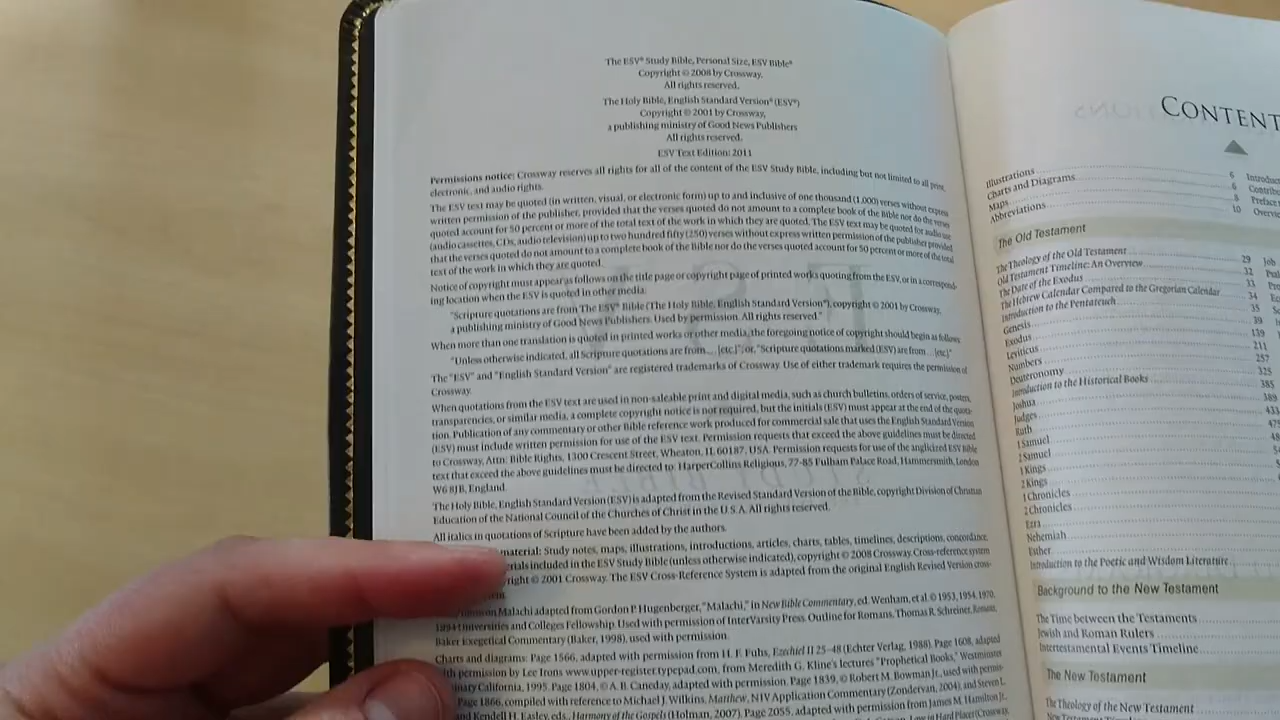 The ESV® Study Bible, Personal Size, ESV Bible®
Copyright © 2008 by Crossway.
All rights reserved.
The Holy Bible, English Standard Version® (ESV®)
Copyright © 2001 by Crossway,
a publishing ministry of Good News Publishers
All rights reserved.
ESV Text Edition: 2011
Permissions notice: Crossway reserves all rights for all of the content of the ESV Study Bible, including but not limited to all print,
electronic, and audio rights.
The ESV text may be quoted (in written, visual, or electronic form) up to and inclusive of one thousand (1,000) verses without express
written permission of the publisher, provided that the verses quoted do not amount to a complete book of the Bible nor do the verses
quoted account for 50 percent or more of the total text of the work in which they are quoted. The ESV text may be quoted for audio use
(audio cassettes, CDs, audio television) up to two hundred fifty (250) verses without express written permission of the publisher provided
that the verses quoted do not amount to a complete book of the Bible nor do the verses quoted account for 50 percent or more of the total
text of the work in which they are quoted.
Notice of copyright must appear as follows on the title page or copyright page of printed works quoting from the ESV, or in a correspond-
ing location when the ESV is quoted in other media:
"Scripture quotations are from The ESV® Bible (The Holy Bible, English Standard Version®), copyright © 2001 by Crossway,
a publishing ministry of Good News Publishers. Used by permission. All rights reserved."
When more than one translation is quoted in printed works or other media, the foregoing notice of copyright should begin as follows:
"Unless otherwise indicated, all Scripture quotations are from ... [etc.]"; or, "Scripture quotations marked (ESV) are from ... [etc]"
The "ESV" and "English Standard Version" are registered trademarks of Crossway. Use of either trademark requires the permission of
Crossway.
When quotations from the ESV text are used in non-saleable print and digital media, such as church bulletins, orders of service, posters,
transparencies, or similar media, a complete copyright notice is not required, but the initials (ESV) must appear at the end of the quota-
tion. Publication of any commentary or other Bible reference work produced for commercial sale that uses the English Standard Version
(ESV) must include written permission for use of the ESV text. Permission requests that exceed the above guidelines must be directed
to Crossway, Attn: Bible Rights, 1300 Crescent Street, Wheaton, IL 60187, USA. Permission requests for use of the anglicized ESV Bible
text that exceed the above guidelines must be directed to: HarperCollins Religious, 77-85 Fulham Palace Road, Hammersmith, London
W6 8JB, England.
The Holy Bible, English Standard Version (ESV) is adapted from the Revised Standard Version of the Bible, copyright Division of Christian
Education of the National Council of the Churches of Christ in the U.S.A. All rights reserved.
All italics in quotations of Scripture have been added by the authors.
material: Study notes, maps, illustrations, introductions, articles, charts, tables, timelines, descriptions, concordance,
included in the ESV Study Bible (unless otherwise indicated), copyright © 2008 Crossway. Cross-reference system
© 2001 Crossway. The ESV Cross-Reference System is adapted from the original English Revised Version cross-
on Malachi adapted from Gordon P. Hugenberger, "Malachi," in New Bible Commentary, ed. Wenham, et al. © 1953, 1954, 1970,
Universities and Colleges Fellowship. Used with permission of InterVarsity Press. Outline for Romans, Thomas R. Schreiner, Romans,
Baker Exegetical Commentary (Baker, 1998), used with permission.
Charts and diagrams: Page 1566, adapted with permission from H. F. Fuhs, Ezechiel II 25–48 (Echter Verlag, 1988). Page 1608, adapted
with permission by Lee Irons www.upper-register.typepad.com, from Meredith G. Kline's lectures "Prophetical Books," Westminster
California, 1995. Page 1804, © A. B. Caneday, adapted with permission. Page 1839, © Robert M. Bowman Jr., used with permis-
Page 1866, compiled with reference to Michael J. Wilkins, Matthew, NIV Application Commentary (Zondervan, 2004), and Steven L.
and Kendell H. Easley, eds., Harmony of the Gospels (Holman, 2007). Page 2055, adapted with permission from James M. Hamilton Jr.,
in Hard Places (Crossway,
CONTENT
Illustrations 6
Charts and Diagrams 6
Maps 8
Abbreviations 10
The Old Testament
The Theology of the Old Testament 29
Old Testament Timeline: An Overview 32
The Date of the Exodus 33
The Hebrew Calendar Compared to the Gregorian Calendar 34
Introduction to the Pentateuch 35
Genesis 39
Exodus 139
Leviticus 211
Numbers 257
Deuteronomy 325
Introduction to the Historical Books 385
Joshua 389
Judges
Ruth
1 Samuel
2 Samuel
1 Kings
2 Kings
1 Chronicles
2 Chronicles
Ezra
Nehemiah
Esther
Introduction to the Poetic and Wisdom Literature
Background to the New Testament
The Time between the Testaments
Jewish and Roman Rulers
Intertestamental Events Timeline
The New Testament
The Theology of the New Testament
New Testament Timeline
Job